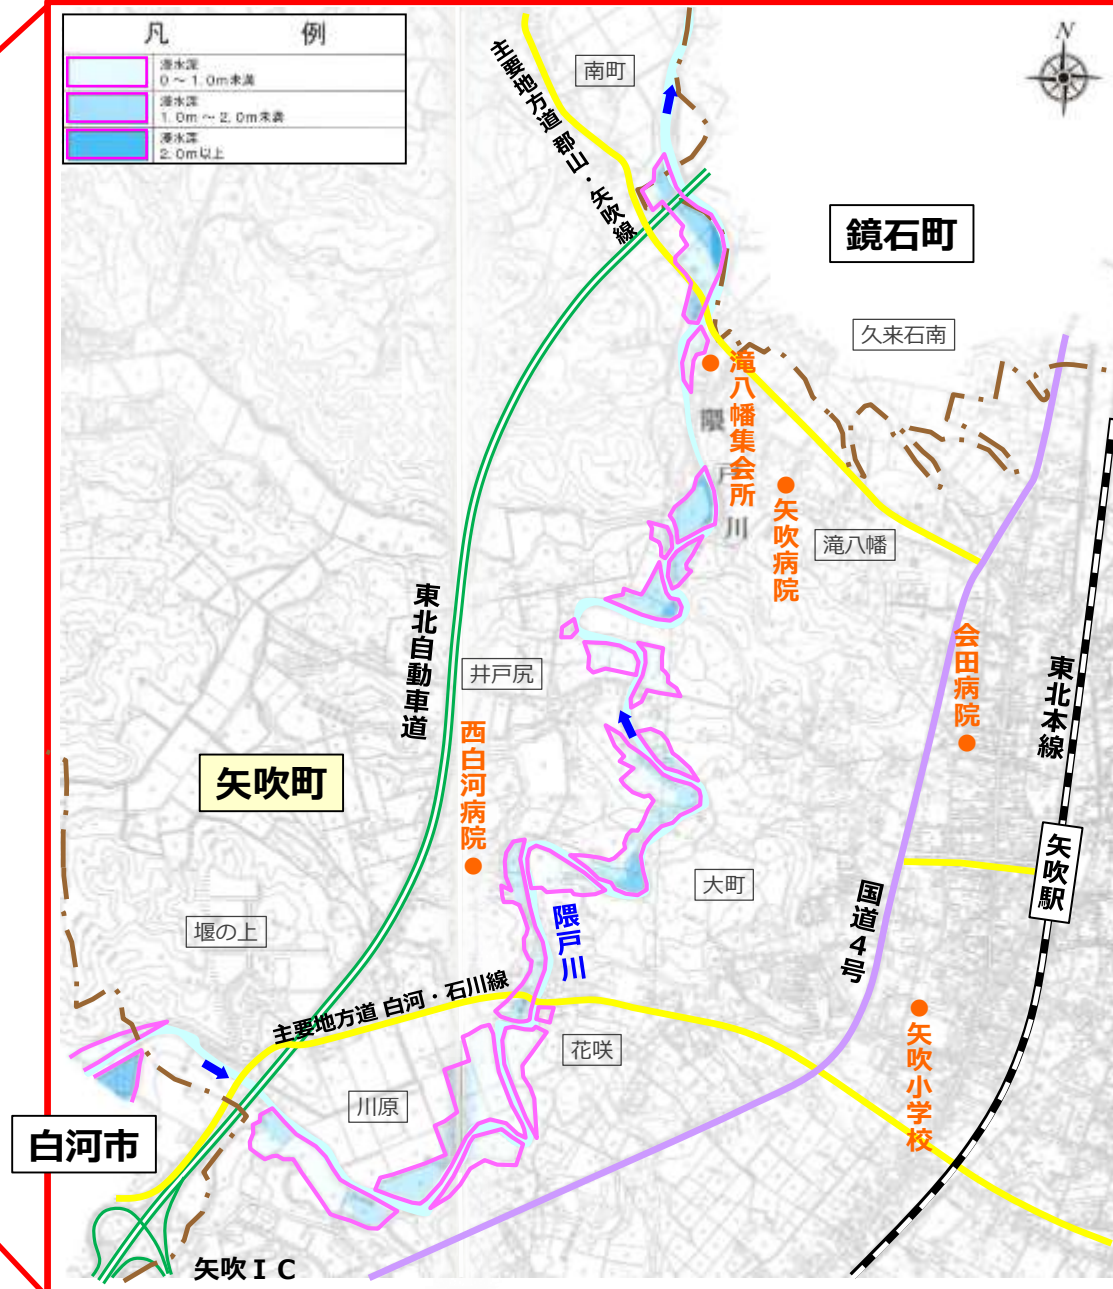 凡 例
浸水深
0 ～ 1.0m未満
浸水深
1.0m ～ 2.0m未満
浸水深
2.0m以上
N
南町
主要地方道 郡山・矢吹線
鏡石町
久来石南
滝八幡集会所
隈戸川
矢吹病院
滝八幡
東北自動車道
井戸尻
会田病院
東北本線
西白河病院
矢吹町
矢吹駅
大町
国道4号
隈戸川
堰の上
主要地方道 白河・石川線
花咲
矢吹小学校
川原
白河市
矢吹ＩＣ